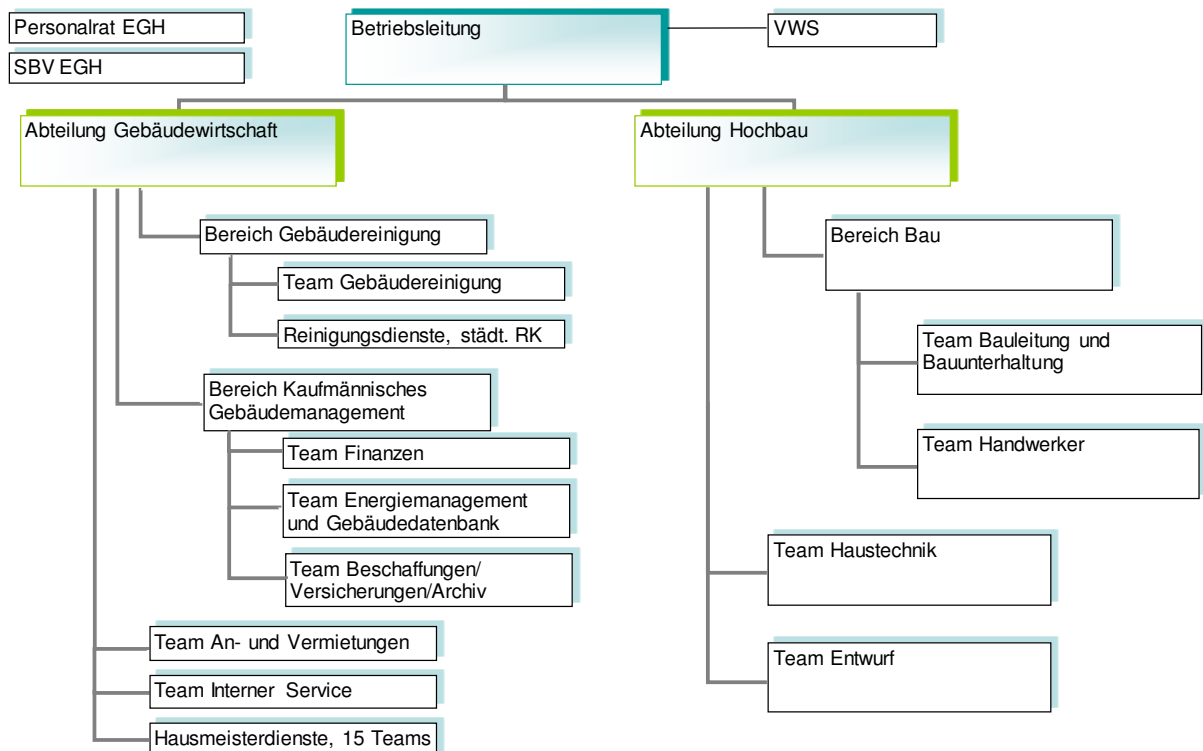 Personalrat EGH
SBV EGH
Betriebsleitung
VWS
Abteilung Gebäudewirtschaft
Bereich Gebäudereinigung
Team Gebäudereinigung
Reinigungsdienste, städt. RK
Bereich Kaufmännisches
Gebäudemanagement
Team Finanzen
Team Energiemanagement
und Gebäudedatenbank
Team Beschaffungen/
Versicherungen/Archiv
Team An- und Vermietungen
Team Interner Service
Hausmeisterdienste, 15 Teams
Abteilung Hochbau
Bereich Bau
Team Bauleitung und
Bauunterhaltung
Team Handwerker
Team Haustechnik
Team Entwurf